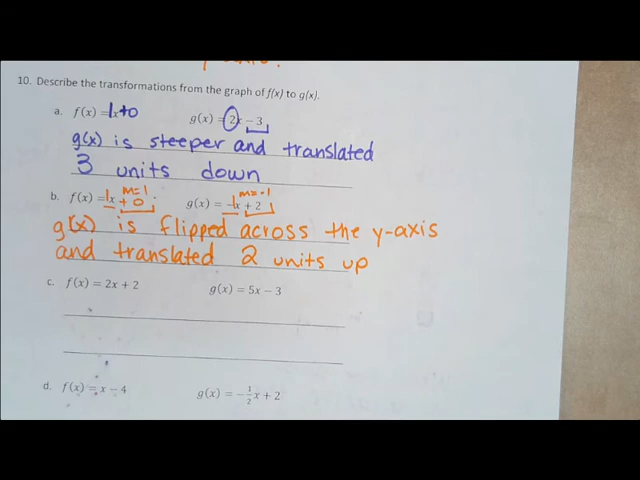 10. Describe the transformations from the graph of f(x) to g(x).
a. f(x) = 1x+0 g(x) = 2x − 3
g(x) is steeper and translated
3 units down
m=1 m=-1
b. f(x) = 1x + 0 g(x) = −1x + 2
g(x) is flipped across the y-axis
and translated 2 units up
c. f(x) = 2x + 2 g(x) = 5x − 3
d. f(x) = x − 4 g(x) = −1/2x + 2